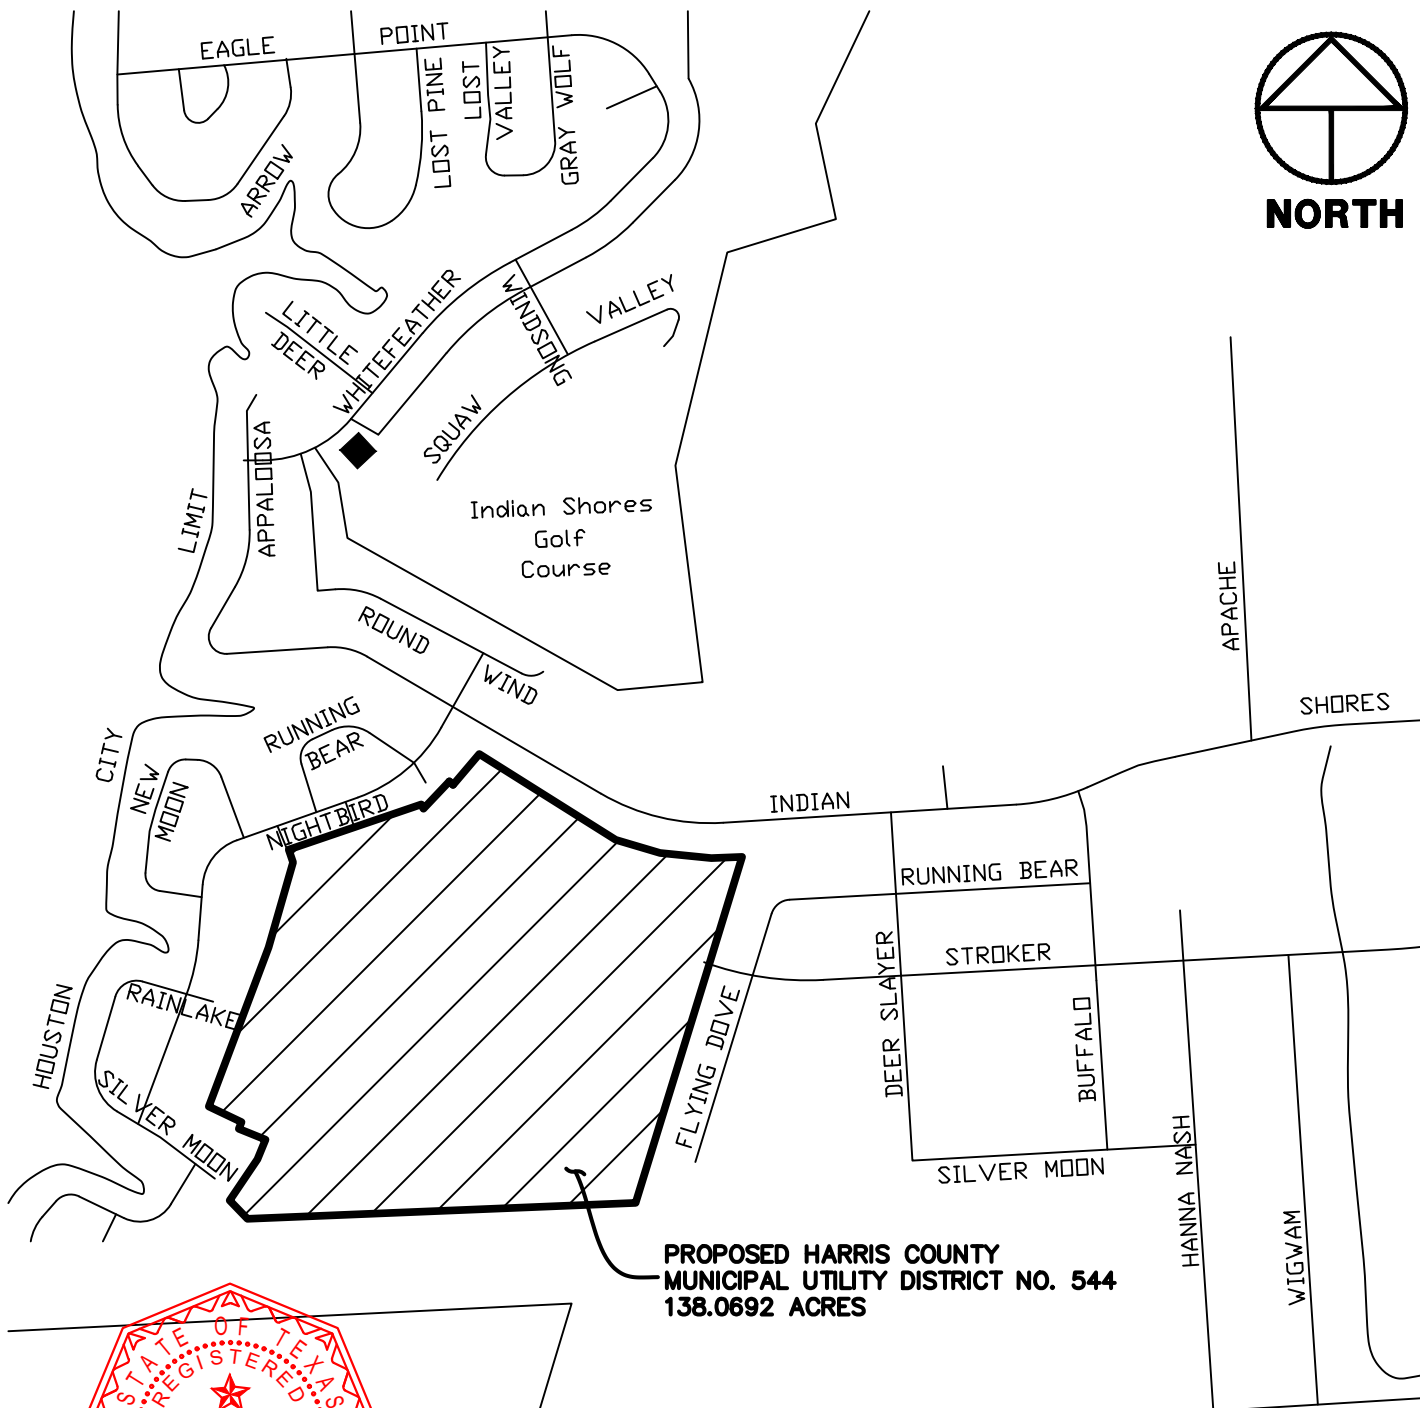 EAGLE POINT
LOST PINE
LOST
VALLEY
GRAY WOLF
ARROW
NORTH
LITTLE
DEER
WHITEFEATHER
WINDSONG
SQUAW VALLEY
APPALOOSA
Indian Shores
Golf
Course
HOUSTON CITY LIMIT
APACHE
ROUND WIND
RUNNING
BEAR
NEW
MOON
NIGHTBIRD
INDIAN SHORES
RUNNING BEAR
STROKER
DEER SLAYER
BUFFALO
FLYING DOVE
RAINLAKE
SILVER MOON
SILVER MOON
HANNA NASH
WIGWAM
PROPOSED HARRIS COUNTY
MUNICIPAL UTILITY DISTRICT NO. 544
138.0692 ACRES
STATE OF TEXAS
REGISTERED